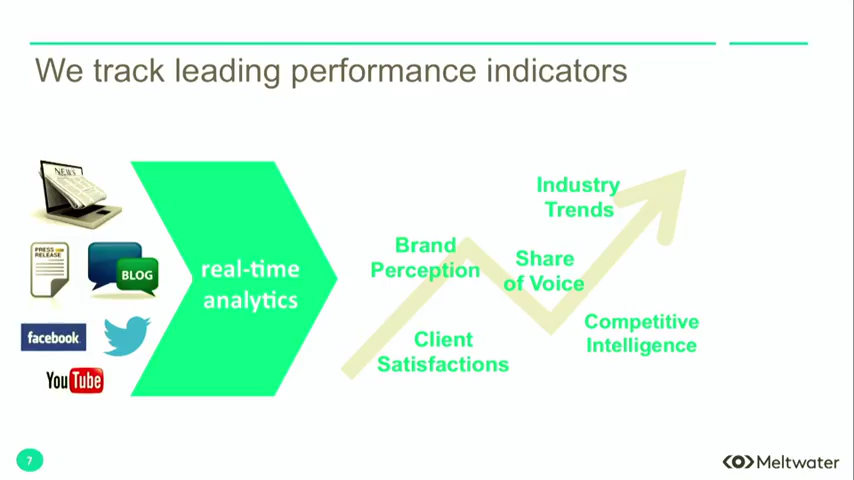 We track leading performance indicators
NEWS
PRESS
RELEASE
BLOG
facebook
YouTube
real-time
analytics
Industry
Trends
Brand
Perception
Share
of Voice
Client
Satisfactions
Competitive
Intelligence
7
Meltwater